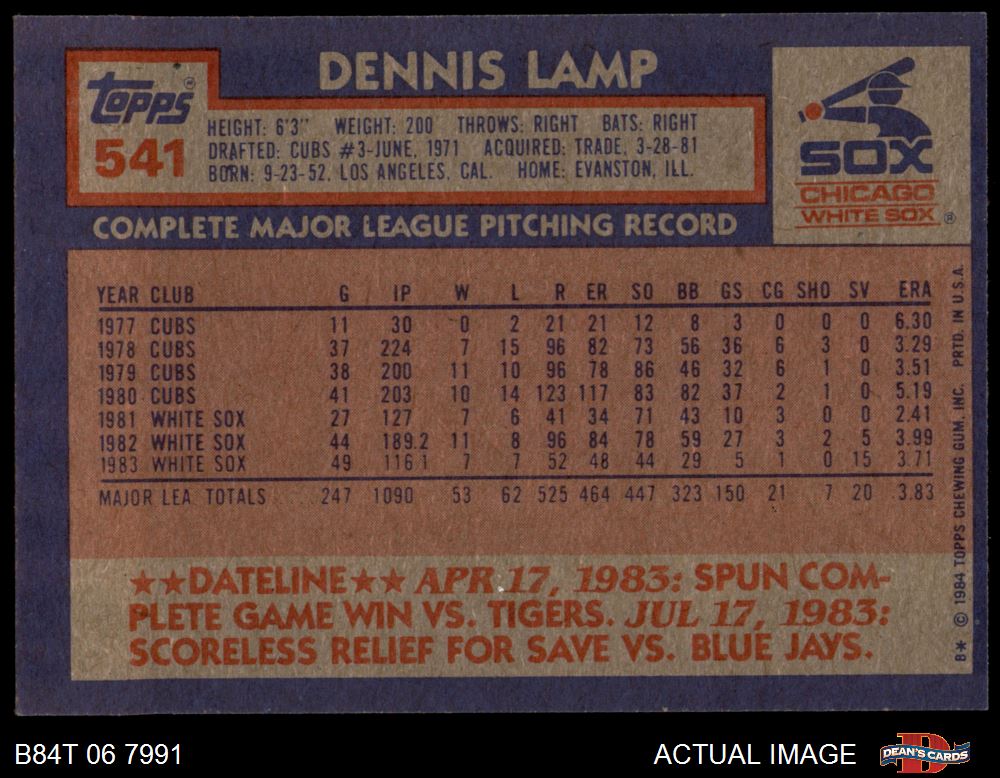 DENNIS LAMP
Topps®
541
HEIGHT: 6'3" WEIGHT: 200 THROWS: RIGHT BATS: RIGHT
DRAFTED: CUBS #3-JUNE, 1971 ACQUIRED: TRADE, 3-28-81
BORN: 9-23-52, LOS ANGELES, CAL. HOME: EVANSTON, ILL.
SOX
CHICAGO
WHITE SOX ®
COMPLETE MAJOR LEAGUE PITCHING RECORD
YEAR CLUB G IP W L R ER SO BB GS CG SHO SV ERA
1977 CUBS 11 30 0 2 21 21 12 8 3 0 0 0 6.30
1978 CUBS 37 224 7 15 96 82 73 56 36 6 3 0 3.29
1979 CUBS 38 200 11 10 96 78 86 46 32 6 1 0 3.51
1980 CUBS 41 203 10 14 123 117 83 82 37 2 1 0 5.19
1981 WHITE SOX 27 127 7 6 41 34 71 43 10 3 0 0 2.41
1982 WHITE SOX 44 189.2 11 8 96 84 78 59 27 3 2 5 3.99
1983 WHITE SOX 49 116.1 7 7 52 48 44 29 5 1 0 15 3.71
MAJOR LEA. TOTALS 247 1090 53 62 525 464 447 323 150 21 7 20 3.83
★★DATELINE★★ APR. 17, 1983: SPUN COM-
PLETE GAME WIN VS. TIGERS. JUL 17, 1983:
SCORELESS RELIEF FOR SAVE VS. BLUE JAYS.
B* © 1984 TOPPS CHEWING GUM, INC. PRTD. IN U.S.A.
B84T 06 7991
ACTUAL IMAGE
DEAN'S CARDS